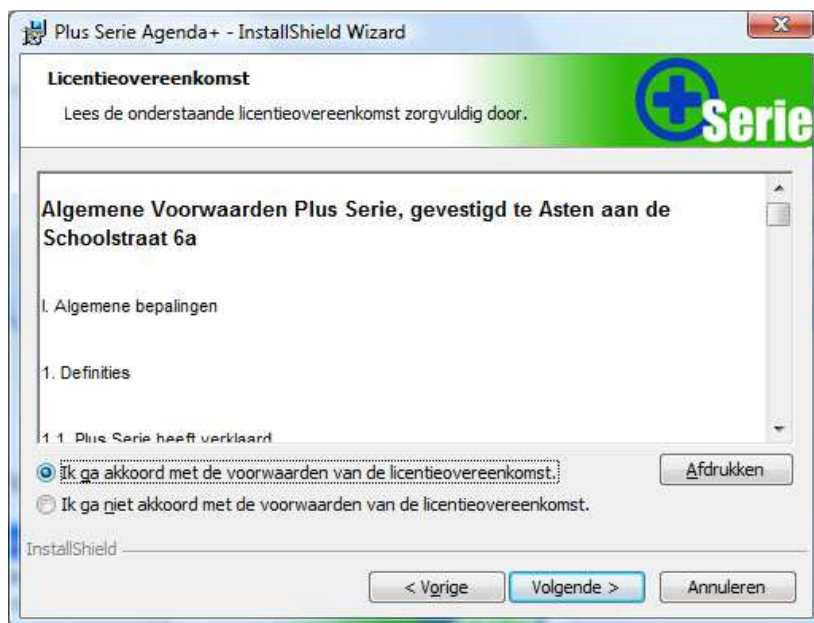 Plus Serie Agenda+ - InstallShield Wizard
Licentieovereenkomst
Lees de onderstaande licentieovereenkomst zorgvuldig door.
Serie
Algemene Voorwaarden Plus Serie, gevestigd te Asten aan de
Schoolstraat 6a
I. Algemene bepalingen
1. Definities
1.1. Plus Serie heeft verklaard
Ik ga akkoord met de voorwaarden van de licentieovereenkomst.
Afdrukken
Ik ga niet akkoord met de voorwaarden van de licentieovereenkomst.
InstallShield
< Vorige
Volgende >
Annuleren